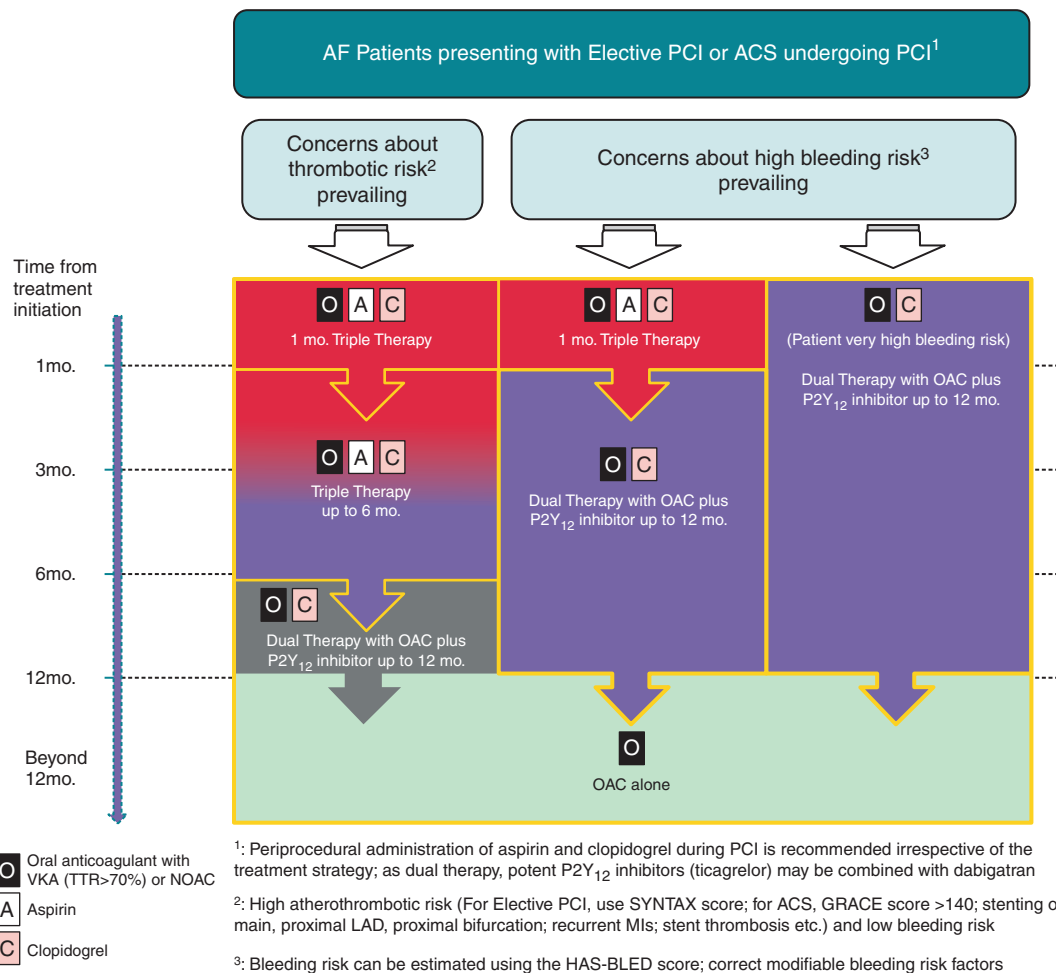 AF Patients presenting with Elective PCI or ACS undergoing PCI1
Concerns about
thrombotic risk2
prevailing
Concerns about high bleeding risk3
prevailing
Time from
treatment
initiation
O A C
1 mo. Triple Therapy
O A C
1 mo. Triple Therapy
O C
(Patient very high bleeding risk)
Dual Therapy with OAC plus
P2Y12 inhibitor up to 12 mo.
1mo.
O A C
Triple Therapy
up to 6 mo.
O C
Dual Therapy with OAC plus
P2Y12 inhibitor up to 12 mo.
3mo.
6mo.
O C
Dual Therapy with OAC plus
P2Y12 inhibitor up to 12 mo.
12mo.
Beyond
12mo.
O
OAC alone
O Oral anticoagulant with
VKA (TTR>70%) or NOAC
A Aspirin
C Clopidogrel
1: Periprocedural administration of aspirin and clopidogrel during PCI is recommended irrespective of the
treatment strategy; as dual therapy, potent P2Y12 inhibitors (ticagrelor) may be combined with dabigatran
2: High atherothrombotic risk (For Elective PCI, use SYNTAX score; for ACS, GRACE score >140; stenting o
main, proximal LAD, proximal bifurcation; recurrent MIs; stent thrombosis etc.) and low bleeding risk
3: Bleeding risk can be estimated using the HAS-BLED score; correct modifiable bleeding risk factors